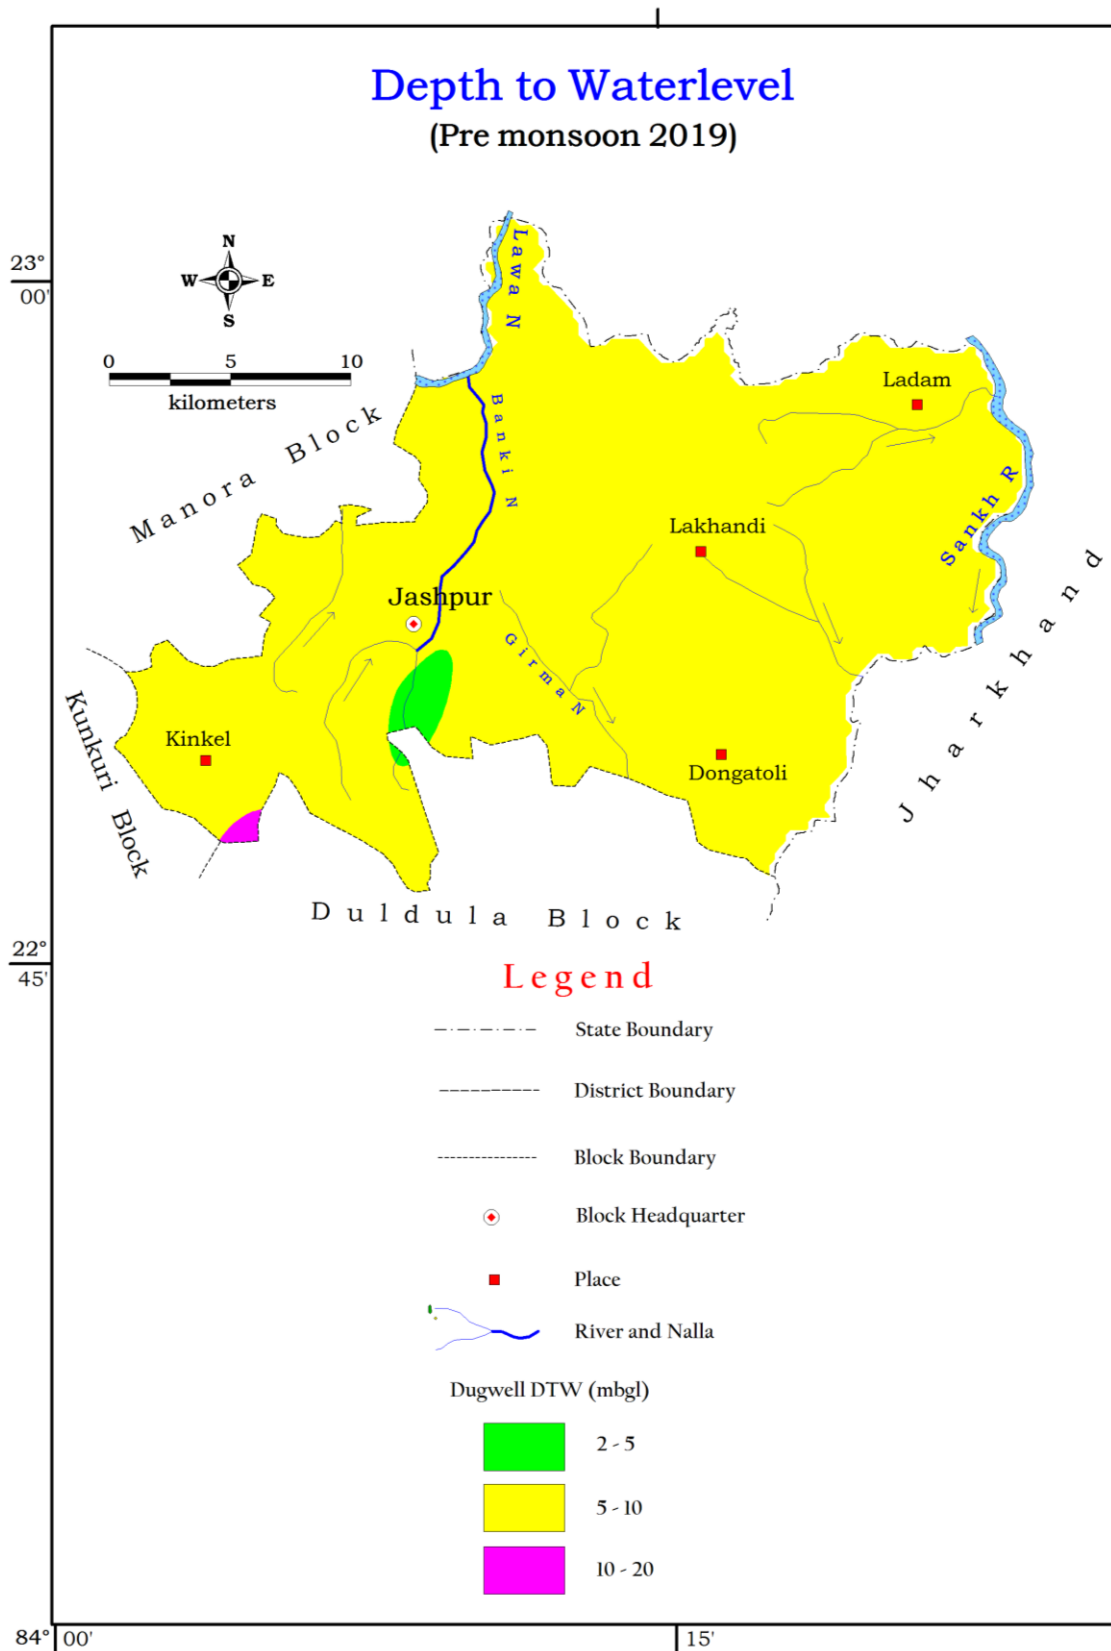 Depth to Waterlevel
(Pre monsoon 2019)
23°
00'
N
W E
S
0 5 10
kilometers
Lawa N
Banki N
Manora Block
Ladam
Sankh R
Lakhandi
Jashpur
Girma N
Jharkhand
Kunkuri Block
Kinkel
Dongatoli
Duldula Block
22°
45'
Legend
State Boundary
District Boundary
Block Boundary
Block Headquarter
Place
River and Nalla
Dugwell DTW (mbgl)
2 - 5
5 - 10
10 - 20
84° 00' 15'